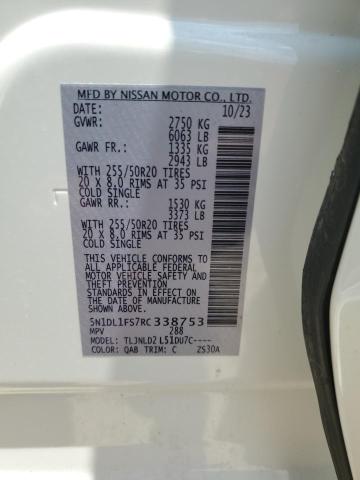 MFD BY NISSAN MOTOR CO., LTD.
DATE: 10/23
GVWR: 2750 KG
6063 LB
GAWR FR.: 1335 KG
2943 LB
WITH 255/50R20 TIRES
20 X 8.0 RIMS AT 35 PSI
COLD SINGLE
GAWR RR.: 1530 KG
3373 LB
WITH 255/50R20 TIRES
20 X 8.0 RIMS AT 35 PSI
COLD SINGLE
THIS VEHICLE CONFORMS TO
ALL APPLICABLE FEDERAL MOTOR
VEHICLE SAFETY AND
THEFT PREVENTION
STANDARDS IN EFFECT ON THE
DATE OF MANUFACTURE
SHOWN ABOVE.
5N1DL1FS7RC338753
MPV 288
MODEL: TLJNLD2 L51DU7C----
COLOR: QAB TRIM: C ZS30A